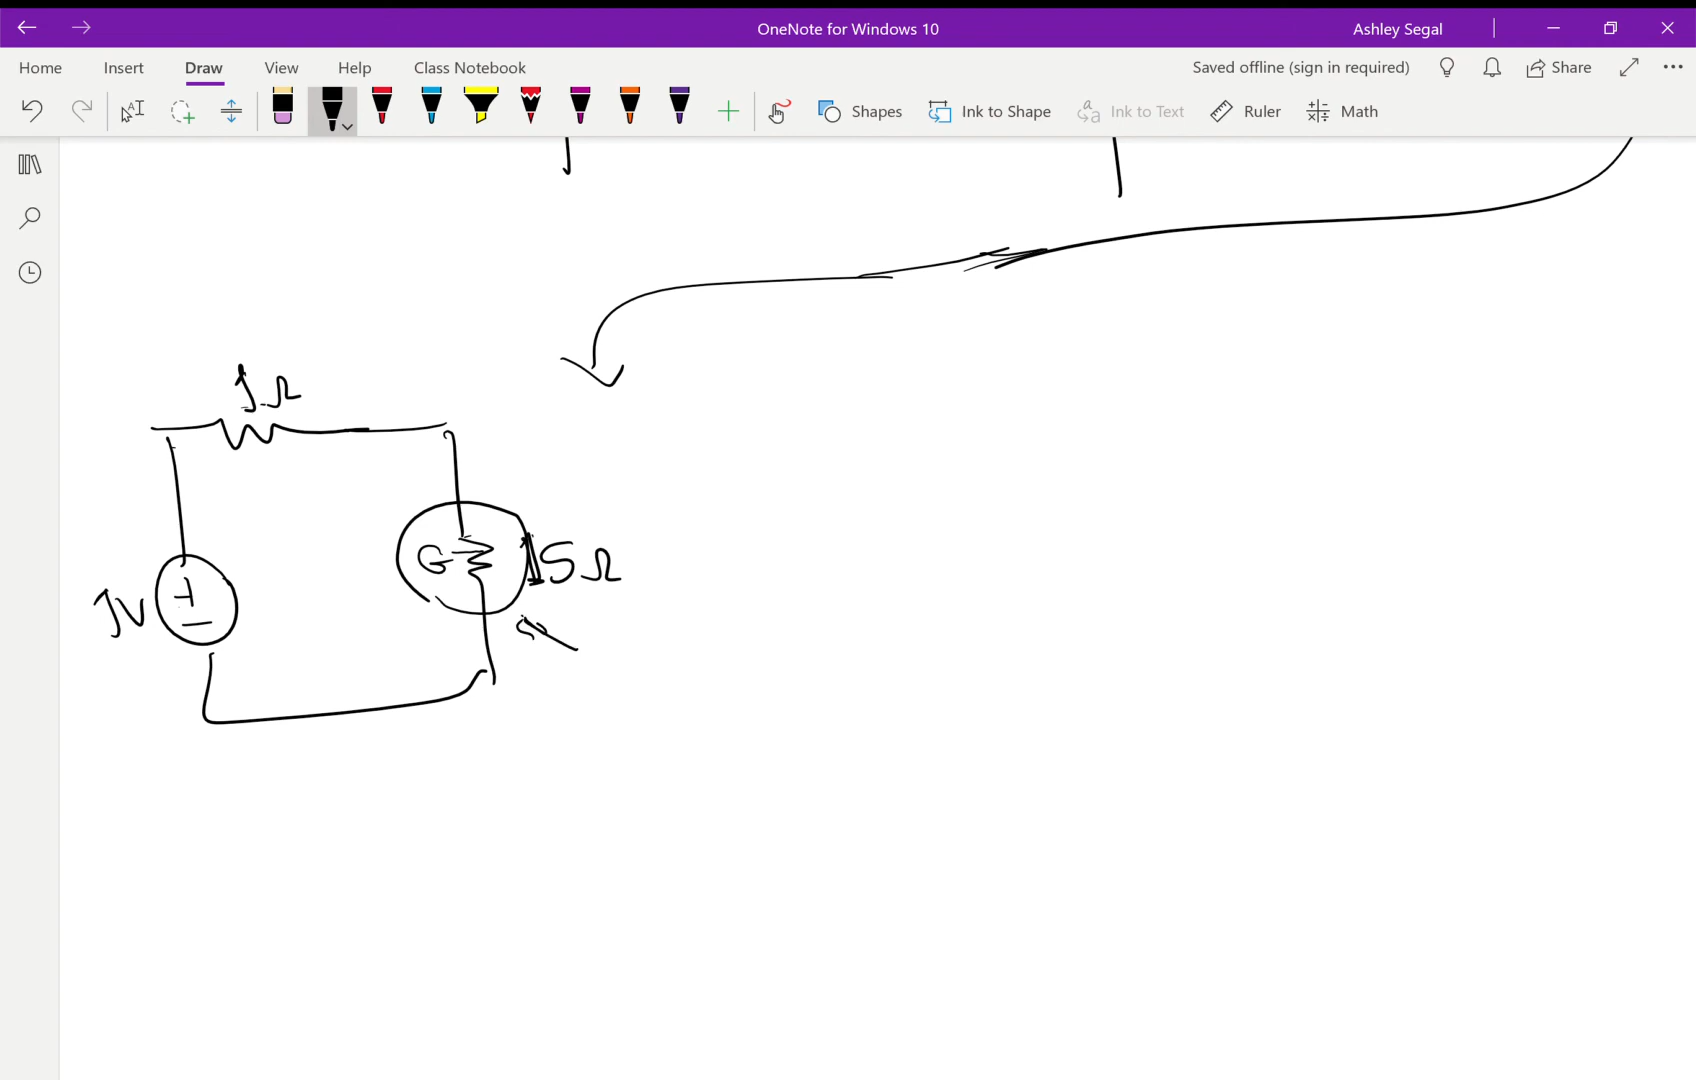 OneNote for Windows 10
Ashley Segal
Home Insert Draw View Help Class Notebook
Saved offline (sign in required)
Share
Shapes
Ink to Shape
Ink to Text
Ruler
Math
1Ω
1V
+
−
G
15Ω